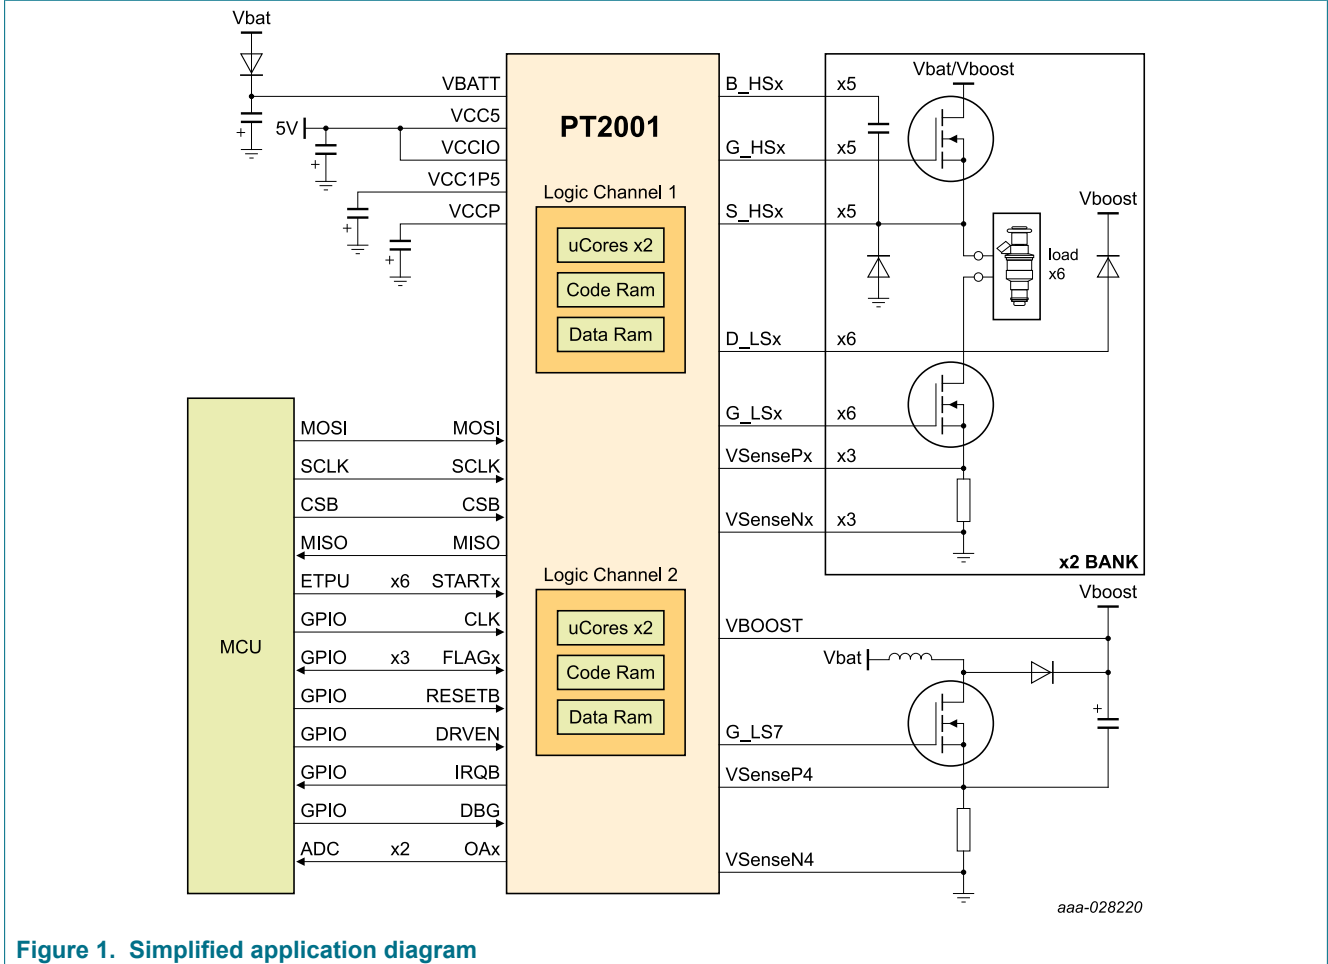 Vbat
VBATT
VCC5
5V
VCCIO
VCC1P5
VCCP
PT2001
Logic Channel 1
uCores x2
Code Ram
Data Ram
Logic Channel 2
uCores x2
Code Ram
Data Ram
MCU
MOSI MOSI
SCLK SCLK
CSB CSB
MISO MISO
ETPU x6 STARTx
GPIO CLK
GPIO x3 FLAGx
GPIO RESETB
GPIO DRVEN
GPIO IRQB
GPIO DBG
ADC x2 OAx
B_HSx x5
G_HSx x5
S_HSx x5
D_LSx x6
G_LSx x6
VSensePx x3
VSenseNx x3
Vbat/Vboost
Vboost
load
x6
x2 BANK
Vboost
VBOOST
Vbat
G_LS7
VSenseP4
VSenseN4
+
+
+
+
+
aaa-028220
Figure 1. Simplified application diagram